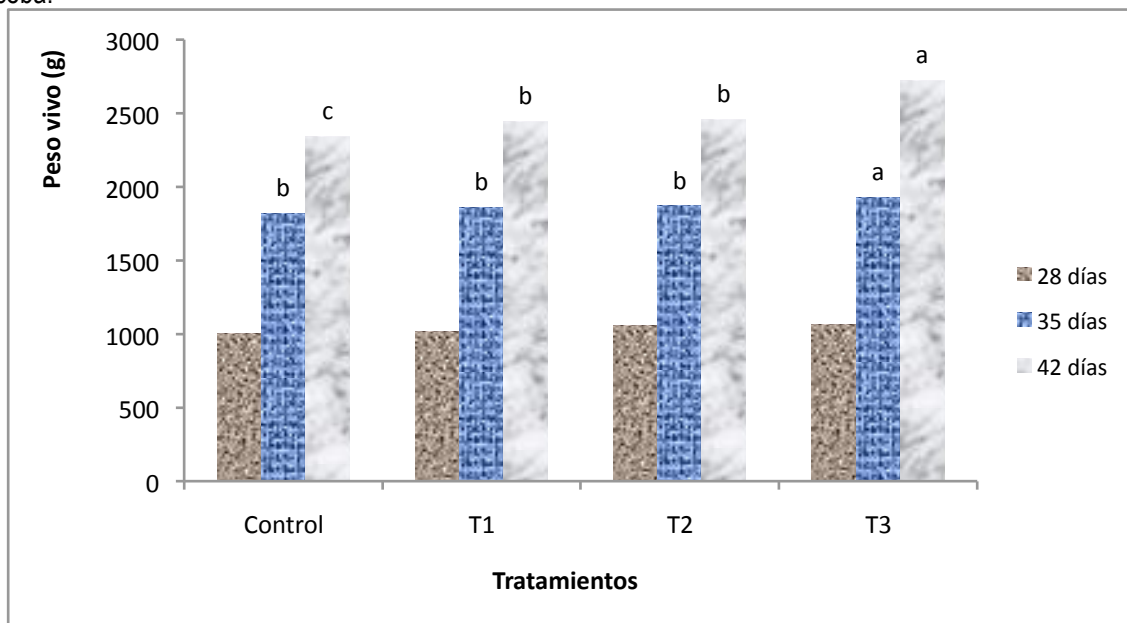 3000
2500
2000
1500
1000
500
0
Peso vivo (g)
b c
b b
b b
a a
28 días
35 días
42 días
Control T1 T2 T3
Tratamientos